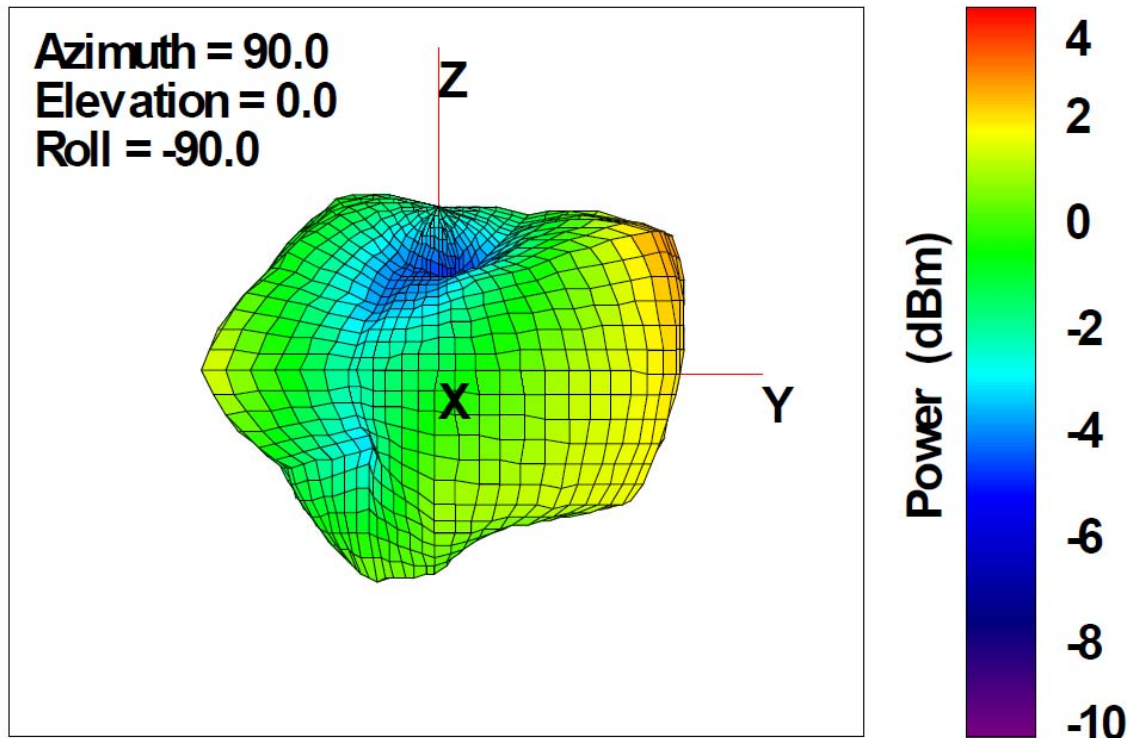 Azimuth = 90.0
Elevation = 0.0
Roll = -90.0
Z
X
Y
Power (dBm)
4
2
0
-2
-4
-6
-8
-10